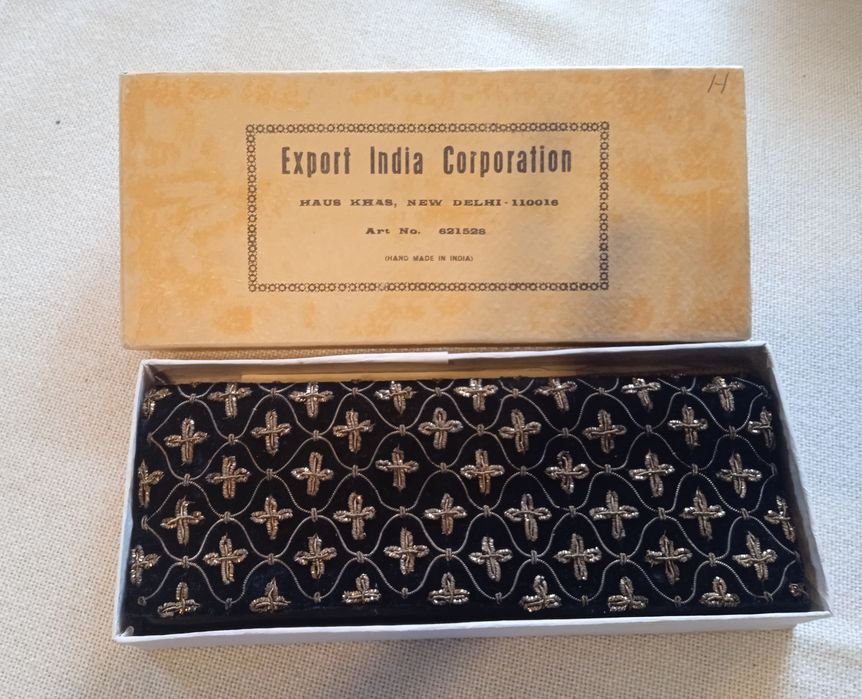 H
Export India Corporation
HAUS KHAS, NEW DELHI - 110016
Art No. 621528
(HAND MADE IN INDIA)